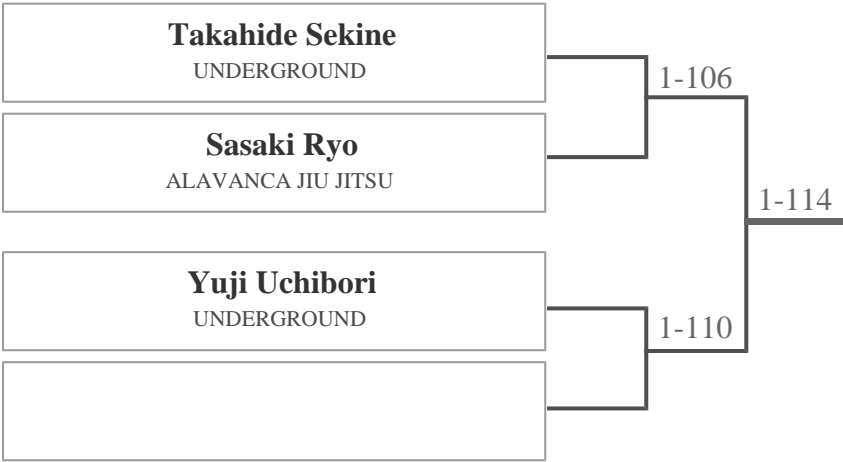 Takahide Sekine
UNDERGROUND
1-106
Sasaki Ryo
ALAVANCA JIU JITSU
1-114
Yuji Uchibori
UNDERGROUND
1-110